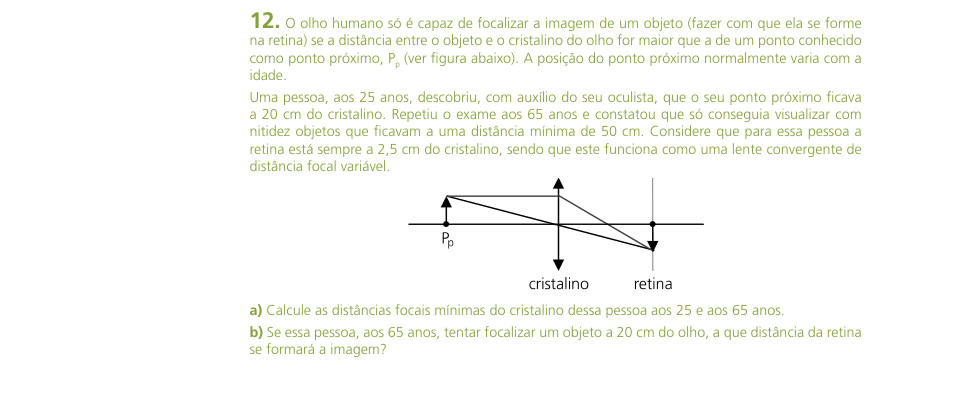 12. O olho humano só é capaz de focalizar a imagem de um objeto (fazer com que ela se forme
na retina) se a distância entre o objeto e o cristalino do olho for maior que a de um ponto conhecido
como ponto próximo, Pp (ver figura abaixo). A posição do ponto próximo normalmente varia com a
idade.
Uma pessoa, aos 25 anos, descobriu, com auxílio do seu oculista, que o seu ponto próximo ficava
a 20 cm do cristalino. Repetiu o exame aos 65 anos e constatou que só conseguia visualizar com
nitidez objetos que ficavam a uma distância mínima de 50 cm. Considere que para essa pessoa a
retina está sempre a 2,5 cm do cristalino, sendo que este funciona como uma lente convergente de
distância focal variável.
Pp
cristalino retina
a) Calcule as distâncias focais mínimas do cristalino dessa pessoa aos 25 e aos 65 anos.
b) Se essa pessoa, aos 65 anos, tentar focalizar um objeto a 20 cm do olho, a que distância da retina
se formará a imagem?